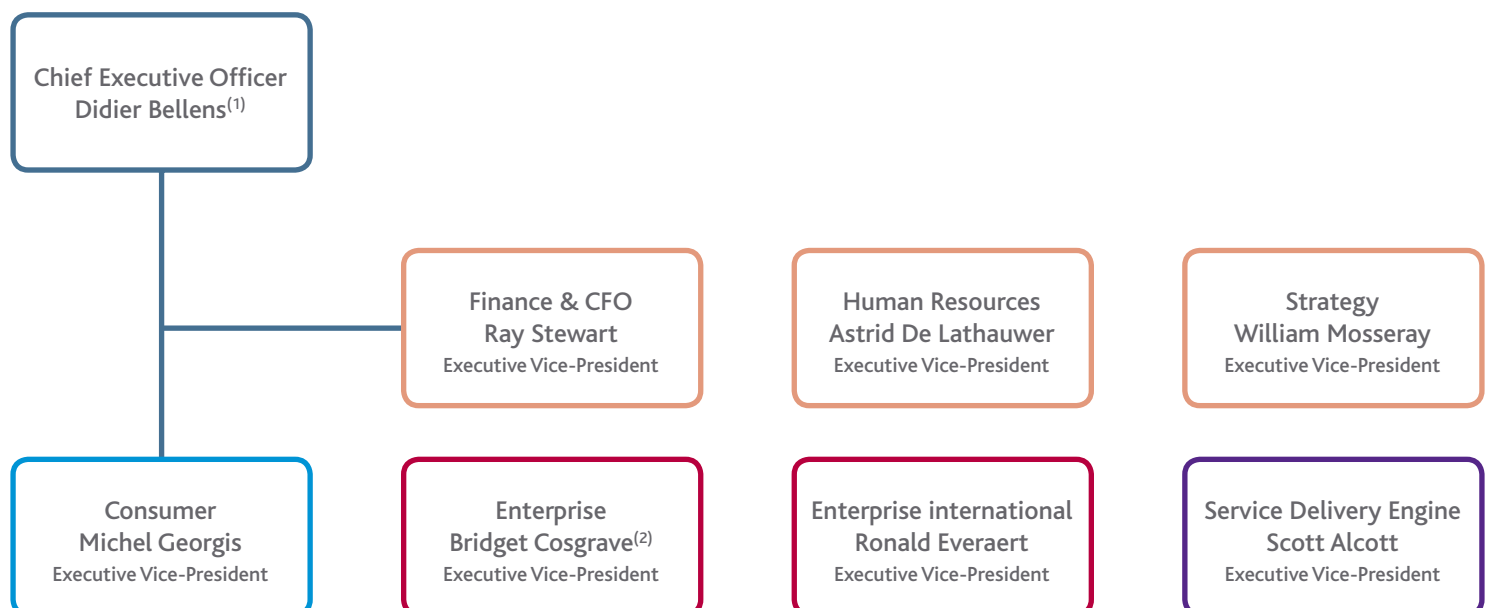 Chief Executive Officer
Didier Bellens(1)
Finance & CFO
Ray Stewart
Executive Vice-President
Human Resources
Astrid De Lathauwer
Executive Vice-President
Strategy
William Mosseray
Executive Vice-President
Consumer
Michel Georgis
Executive Vice-President
Enterprise
Bridget Cosgrave(2)
Executive Vice-President
Enterprise international
Ronald Everaert
Executive Vice-President
Service Delivery Engine
Scott Alcott
Executive Vice-President